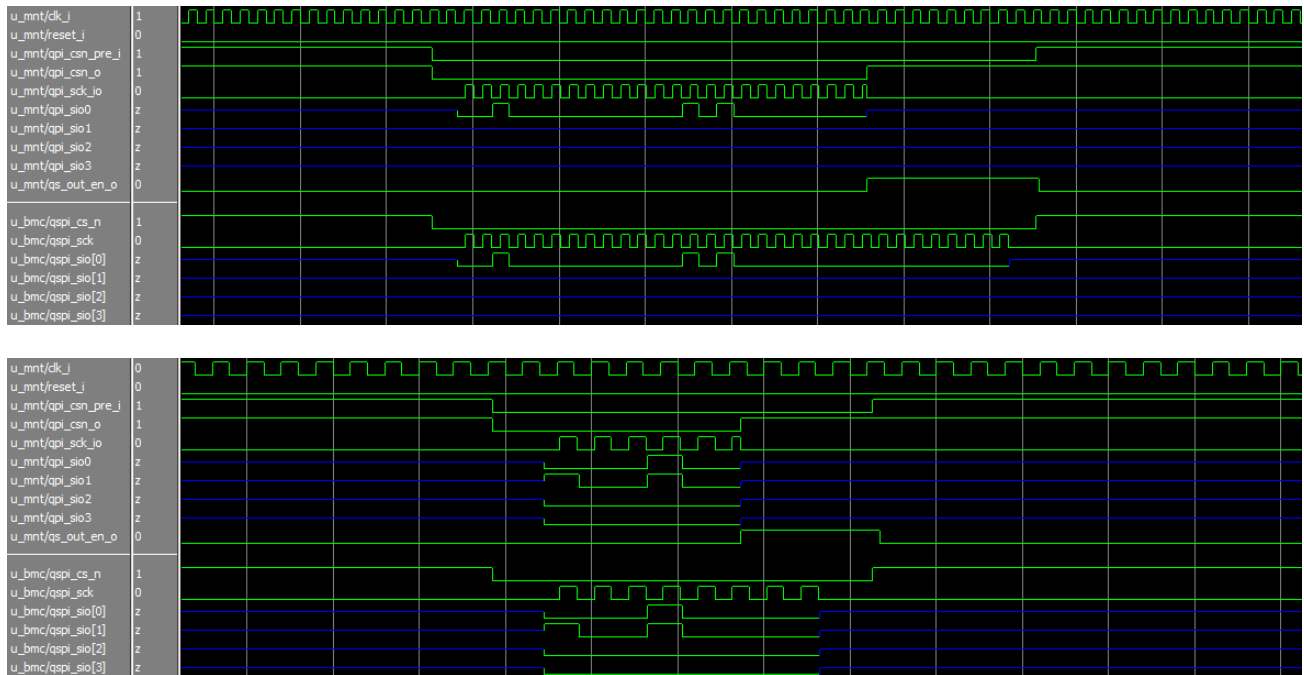 u_mnt/clk_i 1
u_mnt/reset_i 0
u_mnt/qpi_csn_pre_i 1
u_mnt/qpi_csn_o 1
u_mnt/qpi_sck_io 0
u_mnt/qpi_sio0 z
u_mnt/qpi_sio1 z
u_mnt/qpi_sio2 z
u_mnt/qpi_sio3 z
u_mnt/qs_out_en_o 0
u_bmc/qspi_cs_n 1
u_bmc/qspi_sck 0
u_bmc/qspi_sio[0] z
u_bmc/qspi_sio[1] z
u_bmc/qspi_sio[2] z
u_bmc/qspi_sio[3] z
u_mnt/clk_i 0
u_mnt/reset_i 0
u_mnt/qpi_csn_pre_i 1
u_mnt/qpi_csn_o 1
u_mnt/qpi_sck_io 0
u_mnt/qpi_sio0 z
u_mnt/qpi_sio1 z
u_mnt/qpi_sio2 z
u_mnt/qpi_sio3 z
u_mnt/qs_out_en_o 0
u_bmc/qspi_cs_n 1
u_bmc/qspi_sck 0
u_bmc/qspi_sio[0] z
u_bmc/qspi_sio[1] z
u_bmc/qspi_sio[2] z
u_bmc/qspi_sio[3] z